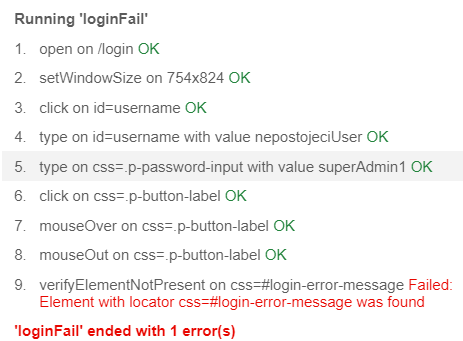 Running 'loginFail'
1. open on /login OK
2. setWindowSize on 754x824 OK
3. click on id=username OK
4. type on id=username with value nepostojeciUser OK
5. type on css=.p-password-input with value superAdmin1 OK
6. click on css=.p-button-label OK
7. mouseOver on css=.p-button-label OK
8. mouseOut on css=.p-button-label OK
9. verifyElementNotPresent on css=#login-error-message Failed:
Element with locator css=#login-error-message was found
'loginFail' ended with 1 error(s)